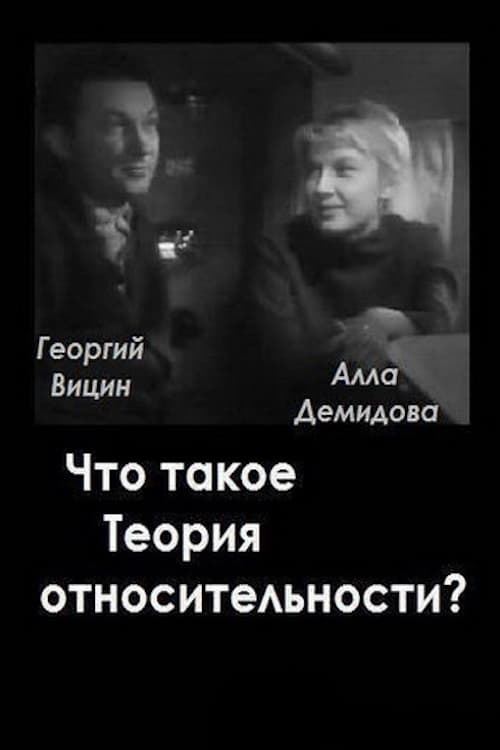 Георгий
Вицин
Алла
Демидова
Что такое
Теория
относительности?